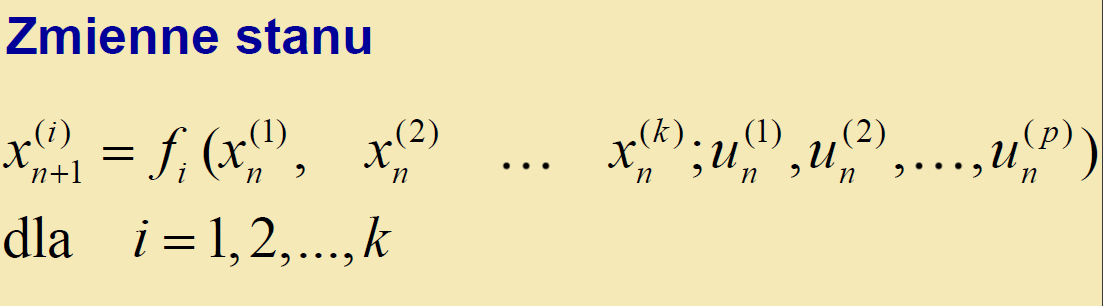 Zmienne stanu
x_{n+1}^{(i)} = f_i (x_n^{(1)}, x_n^{(2)} ... x_n^{(k)}; u_n^{(1)}, u_n^{(2)}, ..., u_n^{(p)})
dla i = 1, 2, ..., k